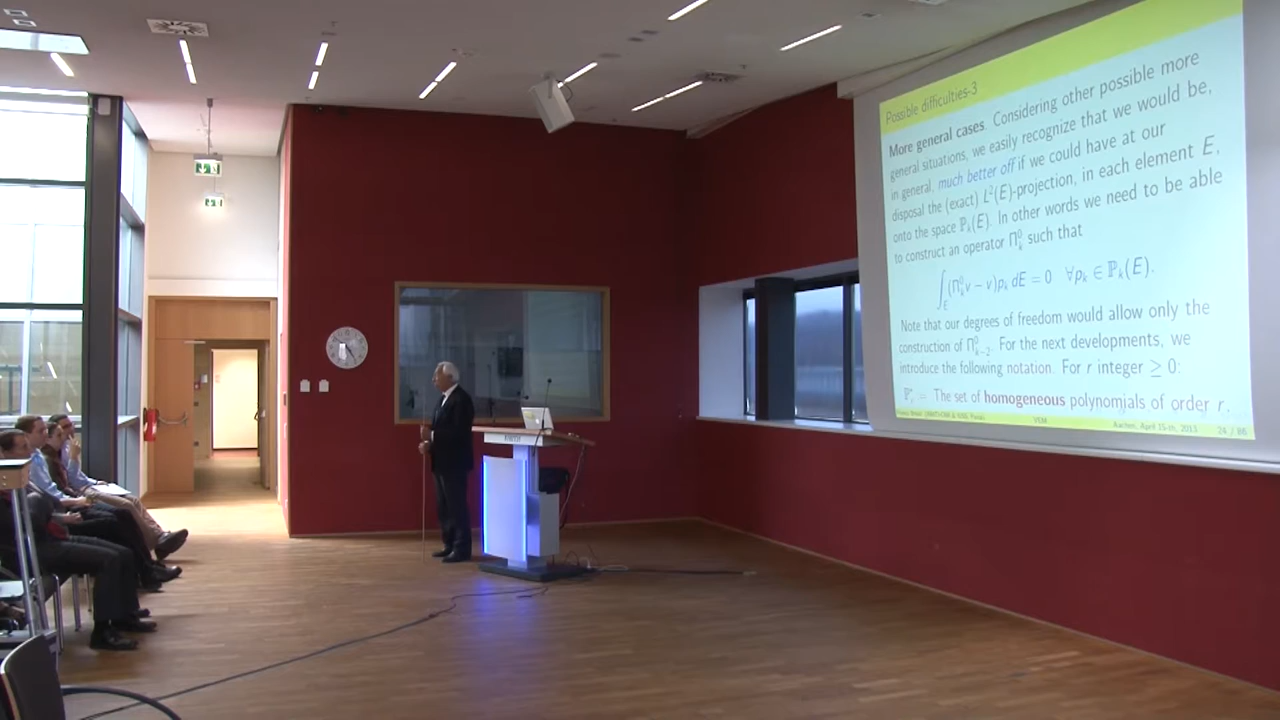 Possible difficulties-3
More general cases. Considering other possible more
general situations, we easily recognize that we would be,
in general, much better off if we could have at our
disposal the (exact) L²(E)-projection, in each element E,
onto the space ℙₖ(E). In other words we need to be able
to construct an operator Π⁰ₖ such that
∫_E (Π⁰ₖv − v)pₖ dE = 0 ∀pₖ ∈ ℙₖ(E).
Note that our degrees of freedom would allow only the
construction of Π⁰ₖ₋₂. For the next developments, we
introduce the following notation. For r integer ≥ 0:
= The set of homogeneous polynomials of order r.
VEM Aachen, April 15-th, 2013 24 / 86